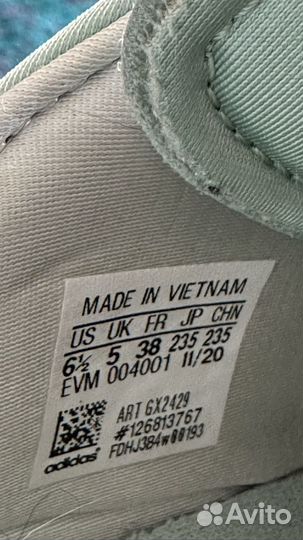 MADE IN VIETNAM
US UK FR JP CHN
6½ 5 38 235 235
EVM 004001 11/20
ART GX2429
#126813767
FDHJ3B4w00193
adidas
Avito